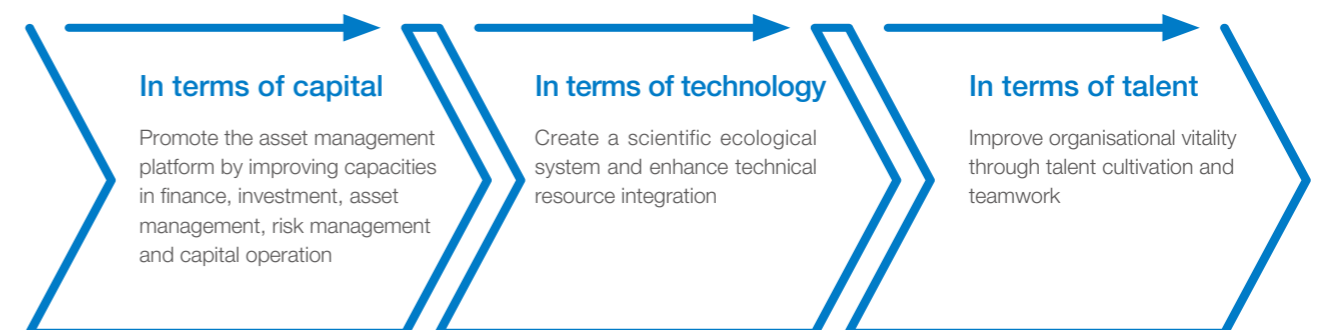 In terms of capital
Promote the asset management
platform by improving capacities
in finance, investment, asset
management, risk management
and capital operation
In terms of technology
Create a scientific ecological
system and enhance technical
resource integration
In terms of talent
Improve organisational vitality
through talent cultivation and
teamwork